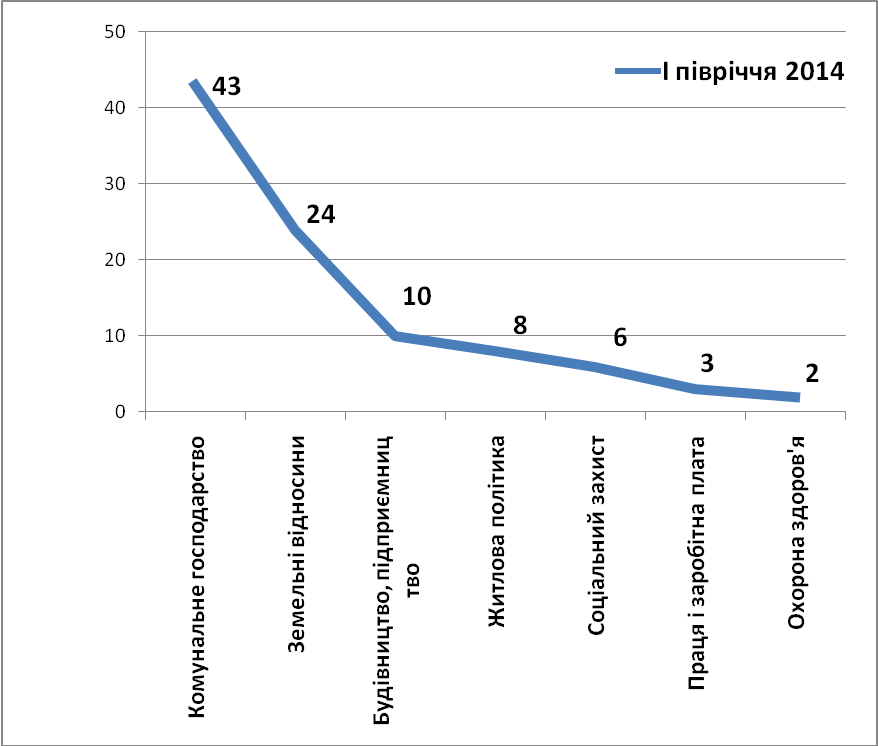 50
40
30
20
10
0
І півріччя 2014
43
24
10
8
6
3
2
Комунальне господарство
Земельні відносини
Будівництво, підприємниц
тво
Житлова політика
Соціальний захист
Праця і заробітна плата
Охорона здоров'я